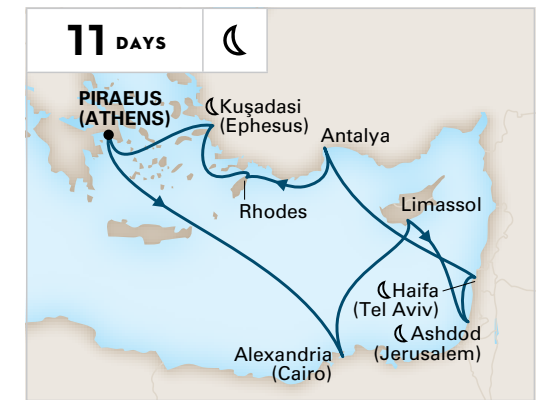 11 DAYS
PIRAEUS
(ATHENS)
Kuşadasi
(Ephesus)
Antalya
Rhodes
Limassol
Haifa
(Tel Aviv)
Ashdod
(Jerusalem)
Alexandria
(Cairo)